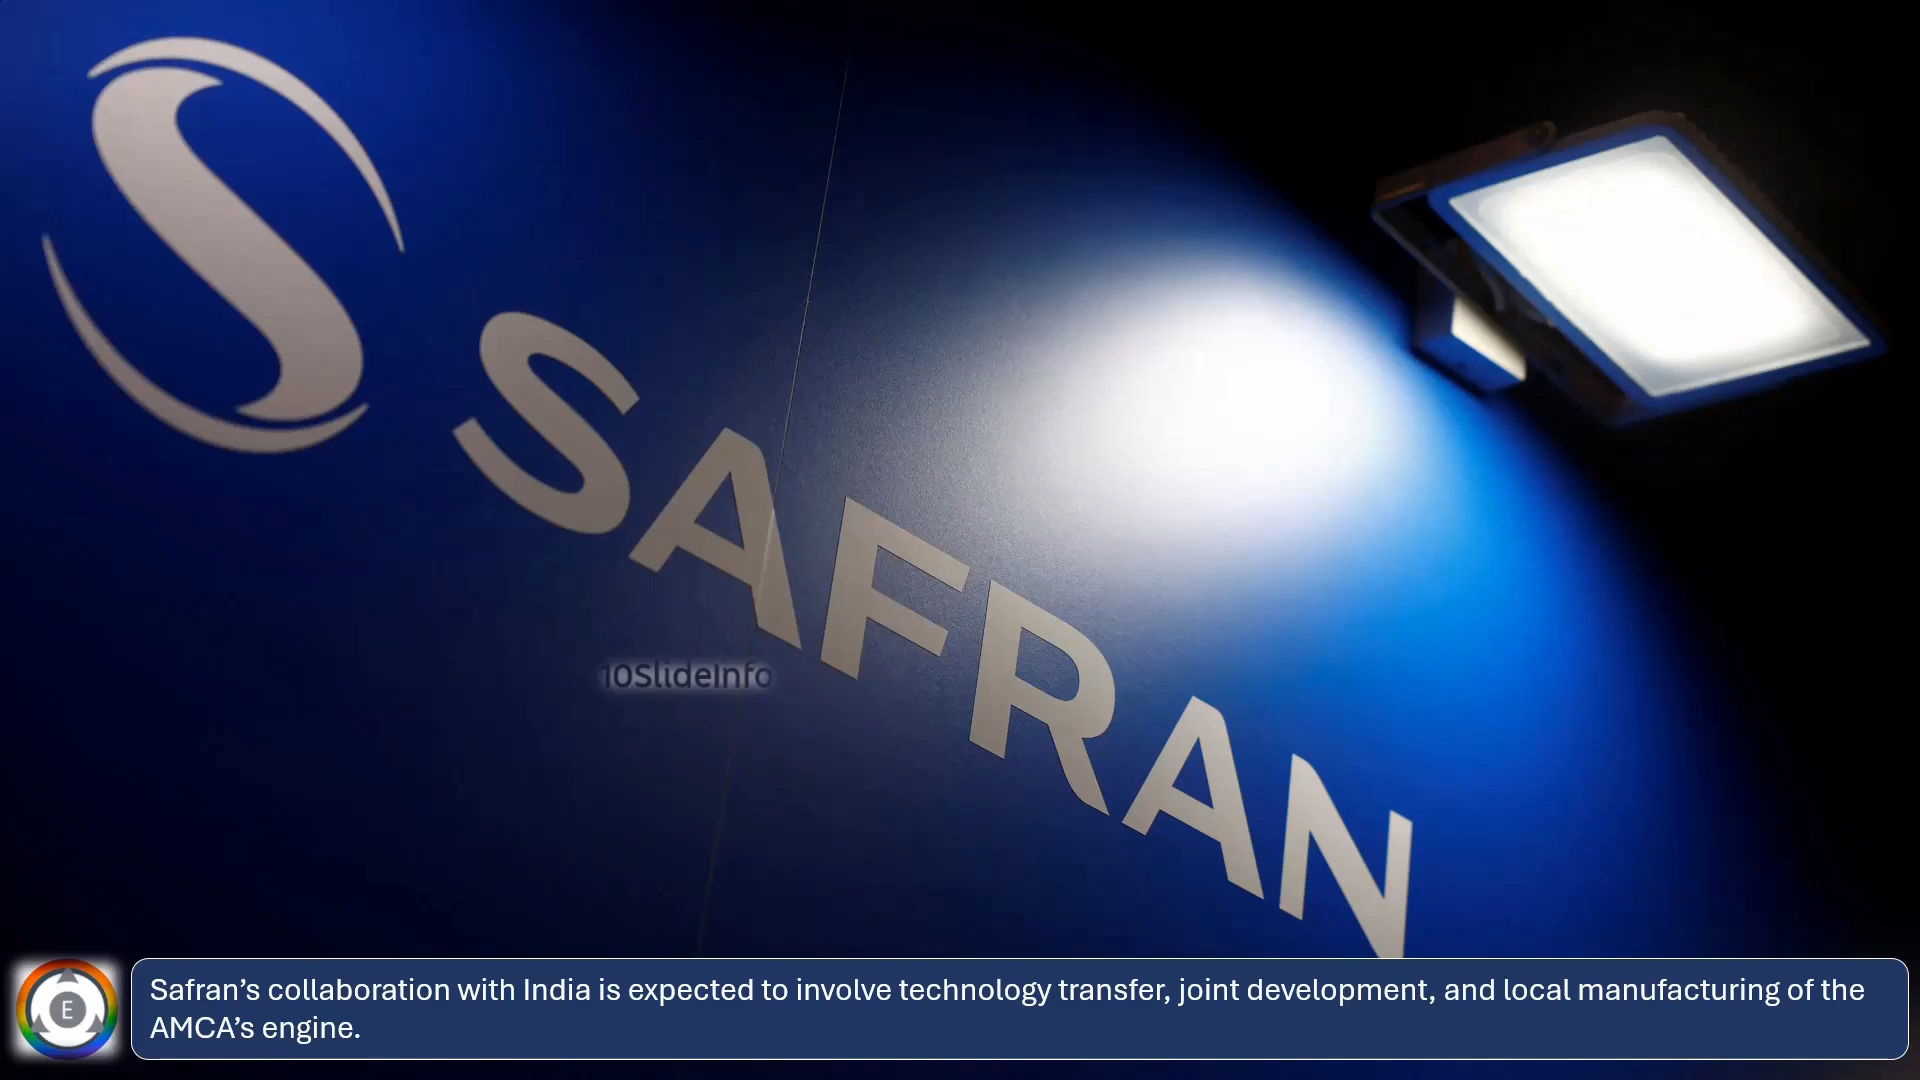 S
SAFRAN
10SlideInfo
E
Safran’s collaboration with India is expected to involve technology transfer, joint development, and local manufacturing of the
AMCA’s engine.